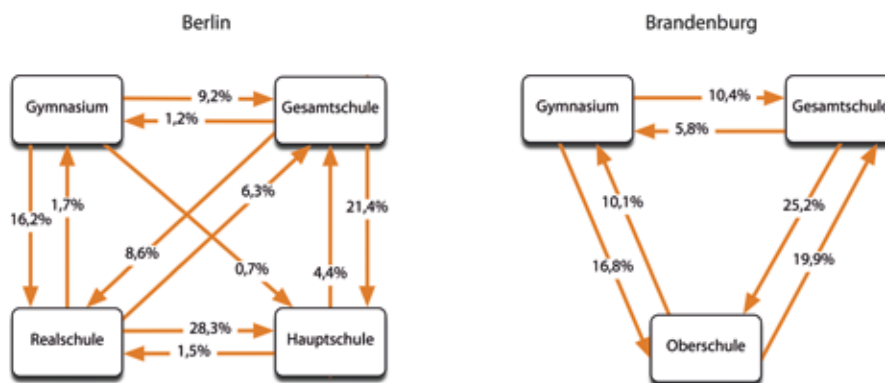 Berlin
Brandenburg
Gymnasium
9,2%
Gesamtschule
1,2%
16,2%
1,7%
6,3%
21,4%
8,6%
0,7%
4,4%
Realschule
28,3%
Hauptschule
1,5%
Gymnasium
10,4%
Gesamtschule
5,8%
10,1%
25,2%
16,8%
19,9%
Oberschule